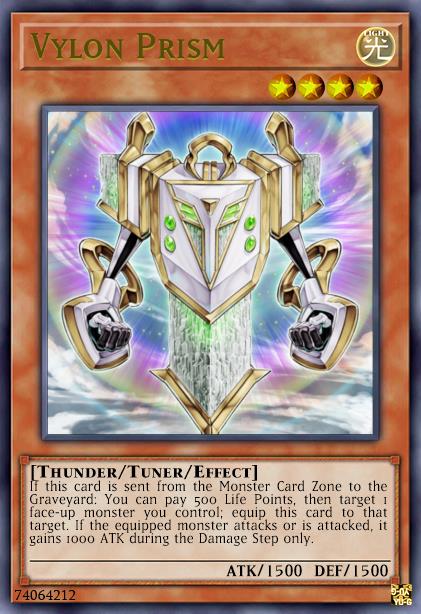 Vylon Prism
LIGHT
光
[Thunder/Tuner/Effect]
If this card is sent from the Monster Card Zone to the
Graveyard: You can pay 500 Life Points, then target 1
face-up monster you control; equip this card to that
target. If the equipped monster attacks or is attacked, it
gains 1000 ATK during the Damage Step only.
ATK/1500 DEF/1500
74064212